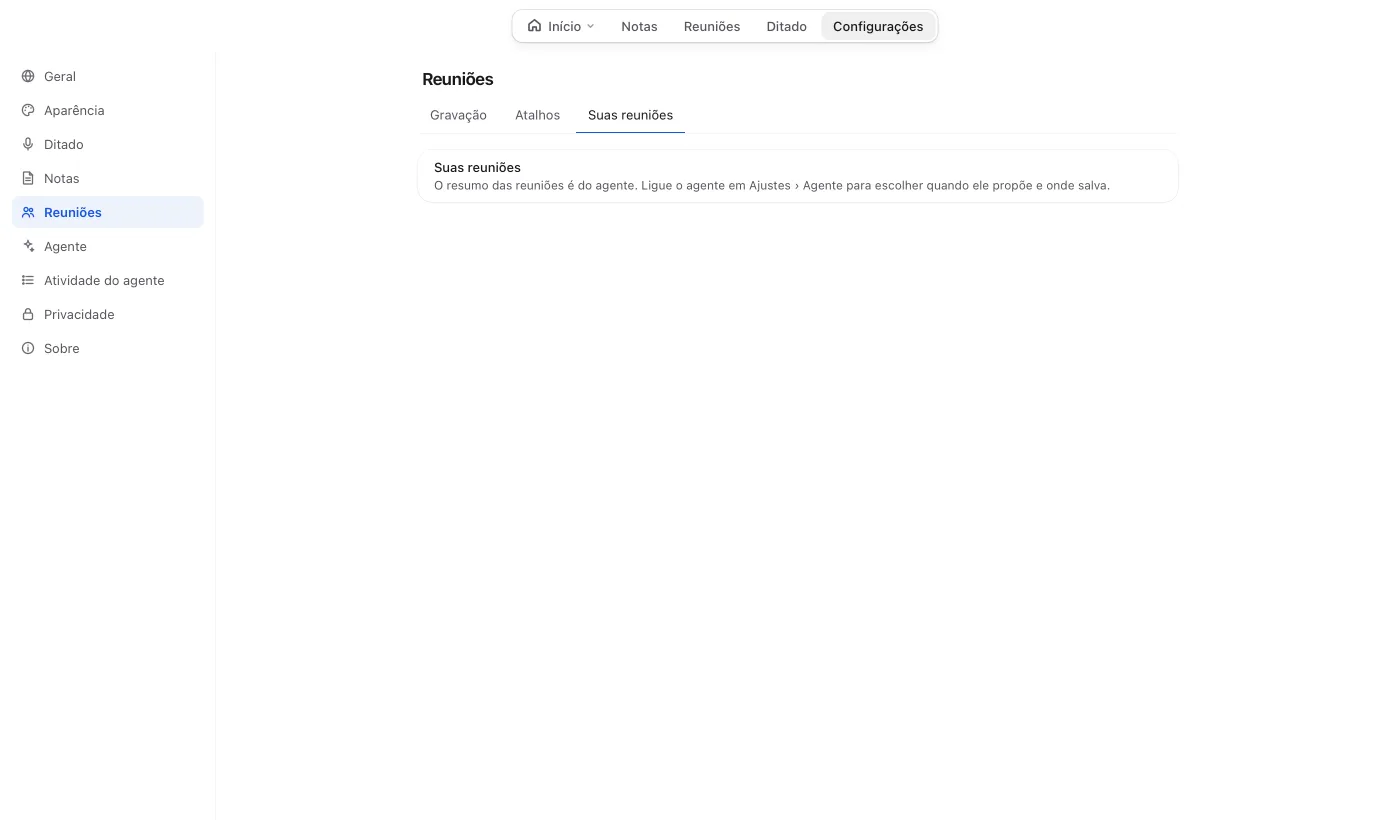 Início
Notas
Reuniões
Ditado
Configurações
Geral
Aparência
Ditado
Notas
Reuniões
Agente
Atividade do agente
Privacidade
Sobre
Reuniões
Gravação
Atalhos
Suas reuniões
Suas reuniões
O resumo das reuniões é do agente. Ligue o agente em Ajustes › Agente para escolher quando ele propõe e onde salva.